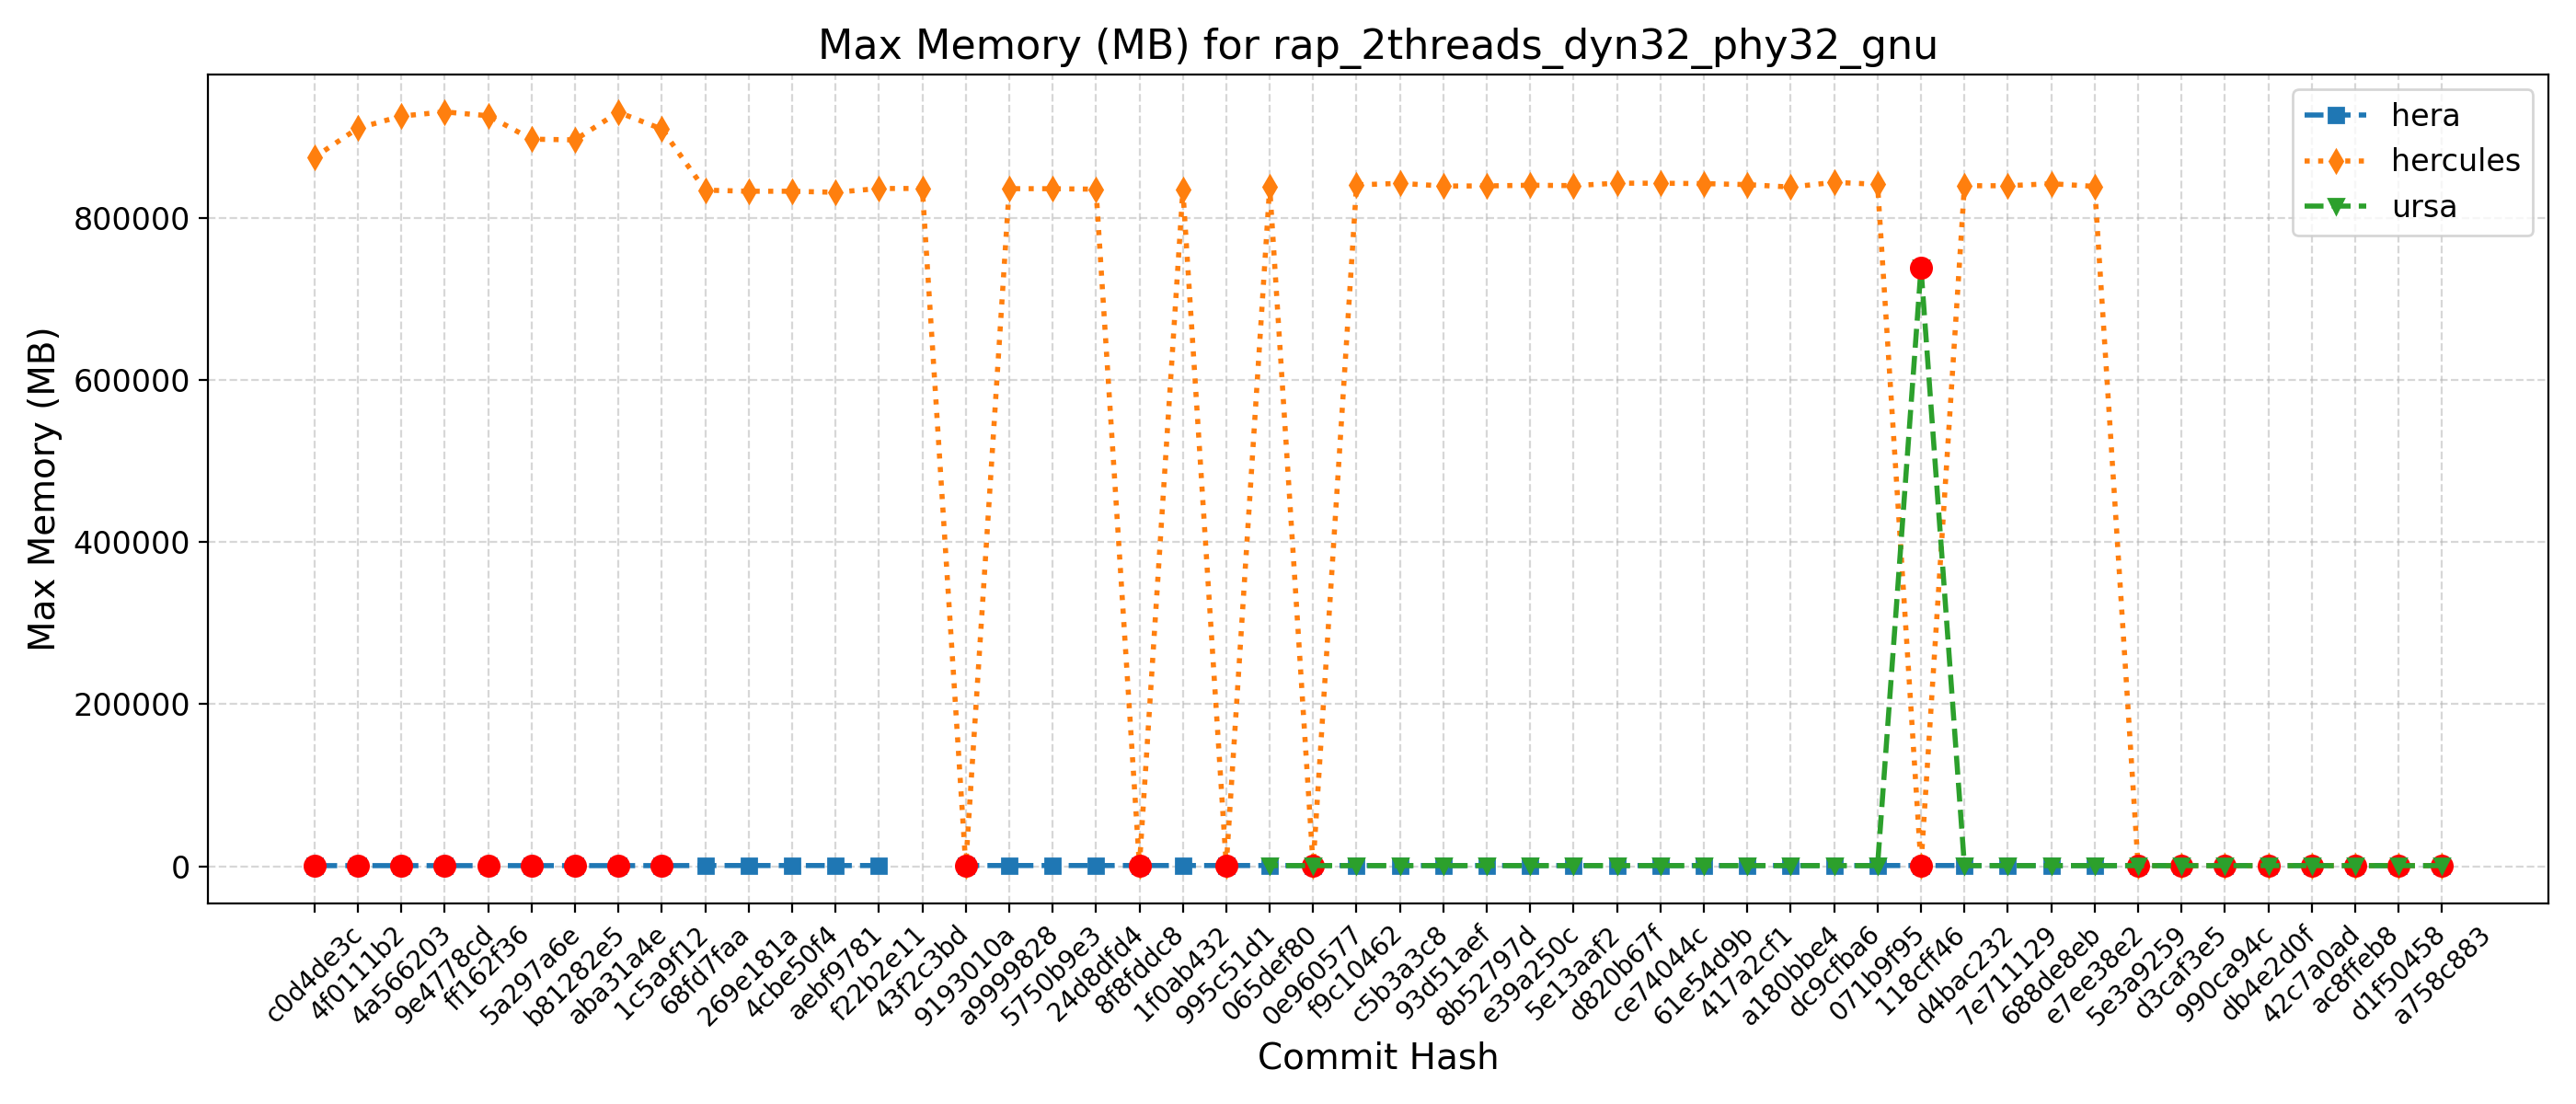 Max Memory (MB) for rap_2threads_dyn32_phy32_gnu
hera
hercules
ursa
Max Memory (MB)
800000
600000
400000
200000
0
c0d4de3c
4f0111b2
4a566203
9e4778cd
ff162f36
5a297a6e
b81282e5
aba31a4e
1c5a9f12
68fd7faa
269e181a
4cbe50f4
aebf9781
f22b2e11
43f2c3bd
9193010a
a9999828
5750b9e3
24d8dfd4
8f8fddc8
1f0ab432
995c51d1
065def80
0e960577
f9c10462
c5b3a3c8
93d51aef
8b52797d
e39a250c
5e13aaf2
d820b67f
ce74044c
61e54d9b
417a2cf1
a180bbe4
dc9cfba6
071b9f95
118cff46
d4bac232
7e711129
688de8eb
e7ee38e2
5e3a9259
d3caf3e5
990ca94c
db4e2d0f
42c7a0ad
ac8ffeb8
d1f50458
a758c883
Commit Hash